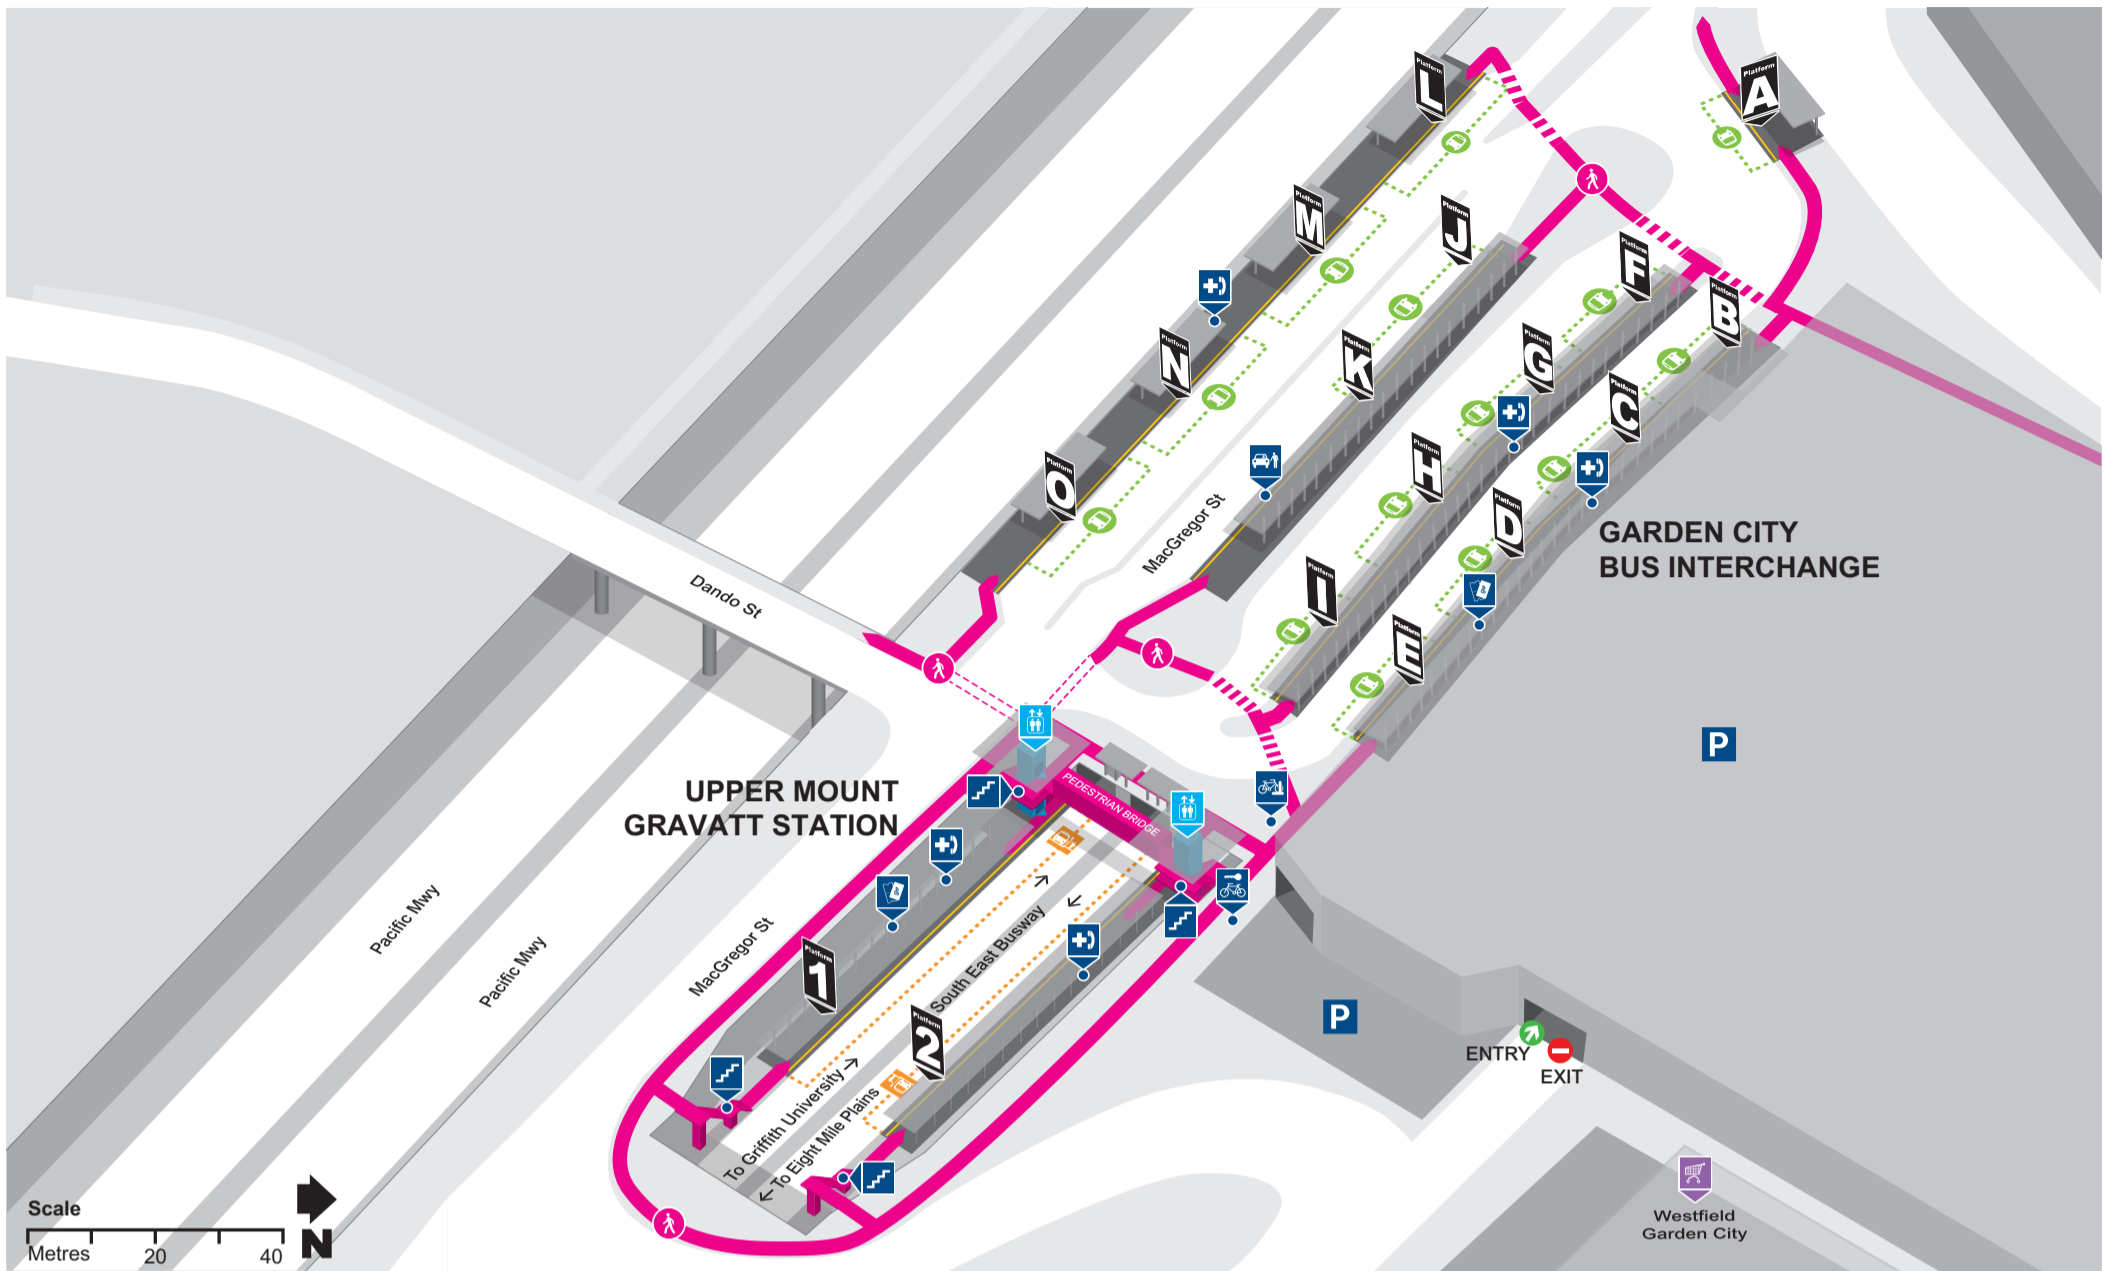 Platform
L
Platform
A
Platform
M
Platform
J
Platform
F
Platform
B
Platform
N
Platform
K
Platform
G
Platform
C
Platform
O
Platform
H
Platform
D
MacGregor St
GARDEN CITY
BUS INTERCHANGE
Platform
I
Platform
E
Dando St
P
UPPER MOUNT
GRAVATT STATION
PEDESTRIAN BRIDGE
Pacific Mwy
Pacific Mwy
MacGregor St
South East Busway
Platform
1
Platform
2
P
ENTRY
EXIT
To Griffith University
To Eight Mile Plains
Westfield
Garden City
Scale
Metres 20 40
N